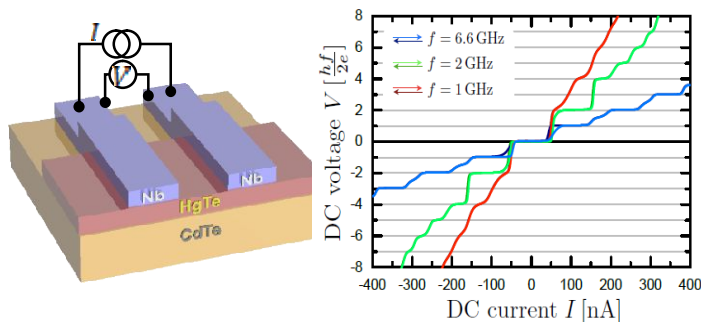 I
V
Nb
Nb
HgTe
CdTe
DC voltage V [hf/2e]
8
6
4
2
0
-2
-4
-6
-8
f = 6.6 GHz
f = 2 GHz
f = 1 GHz
-400 -300 -200 -100 0 100 200 300 400
DC current I [nA]